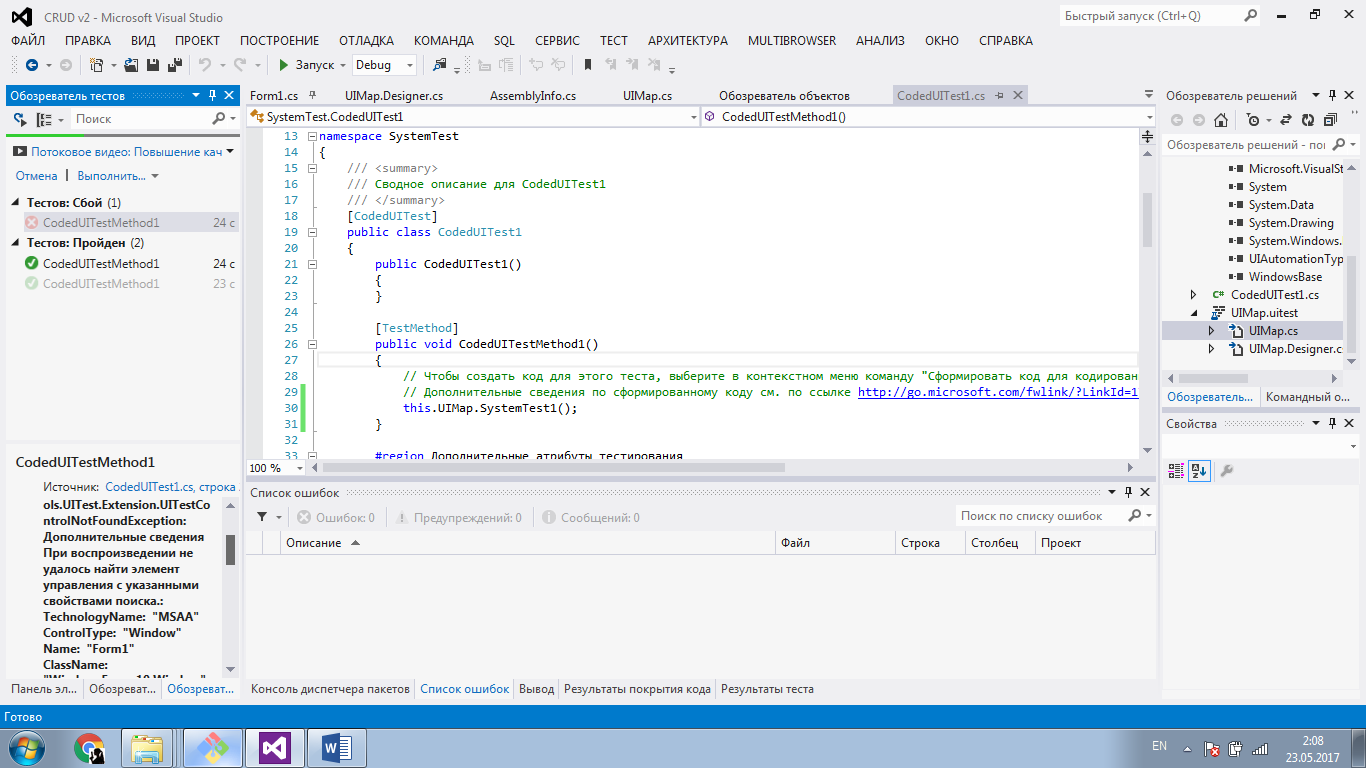 CRUD v2 - Microsoft Visual Studio
Быстрый запуск (Ctrl+Q)
ФАЙЛ ПРАВКА ВИД ПРОЕКТ ПОСТРОЕНИЕ ОТЛАДКА КОМАНДА SQL СЕРВИС ТЕСТ АРХИТЕКТУРА MULTIBROWSER АНАЛИЗ ОКНО СПРАВКА
Запуск Debug
Обозреватель тестов
Поиск
Потоковое видео: Повышение кач
Отмена | Выполнить...
Тестов: Сбой (1)
CodedUITestMethod1 24 с
Тестов: Пройден (2)
CodedUITestMethod1 24 с
CodedUITestMethod1 23 с
CodedUITestMethod1
Источник: CodedUITest1.cs, строка
ols.UITest.Extension.UITestCo
ntrolNotFoundException:
Дополнительные сведения
При воспроизведении не
удалось найти элемент
управления с указанными
свойствами поиска.:
TechnologyName: "MSAA"
ControlType: "Window"
Name: "Form1"
ClassName:
Панель эл... Обозреват... Обозреват...
Form1.cs UIMap.Designer.cs AssemblyInfo.cs UIMap.cs Обозреватель объектов CodedUITest1.cs
SystemTest.CodedUITest1 CodedUITestMethod1()
13 namespace SystemTest
14 {
15 /// <summary>
16 /// Сводное описание для CodedUITest1
17 /// </summary>
18 [CodedUITest]
19 public class CodedUITest1
20 {
21 public CodedUITest1()
22 {
23 }
24
25 [TestMethod]
26 public void CodedUITestMethod1()
27 {
28 // Чтобы создать код для этого теста, выберите в контекстном меню команду "Сформировать код для кодирован
29 // Дополнительные сведения по сформированному коду см. по ссылке http://go.microsoft.com/fwlink/?LinkId=1
30 this.UIMap.SystemTest1();
31 }
32
33 #region Дополнительные атрибуты тестирования
100 %
Список ошибок
Ошибок: 0 Предупреждений: 0 Сообщений: 0 Поиск по списку ошибок
Описание Файл Строка Столбец Проект
Консоль диспетчера пакетов Список ошибок Вывод Результаты покрытия кода Результаты теста
Обозреватель решений
Обозреватель решений - пои
Microsoft.VisualSt
System
System.Data
System.Drawing
System.Windows.
UIAutomationTyp
WindowsBase
C# CodedUITest1.cs
UIMap.uitest
UIMap.cs
UIMap.Designer.c
Обозреватель... Командный о...
Свойства
Готово
EN
2:08
23.05.2017